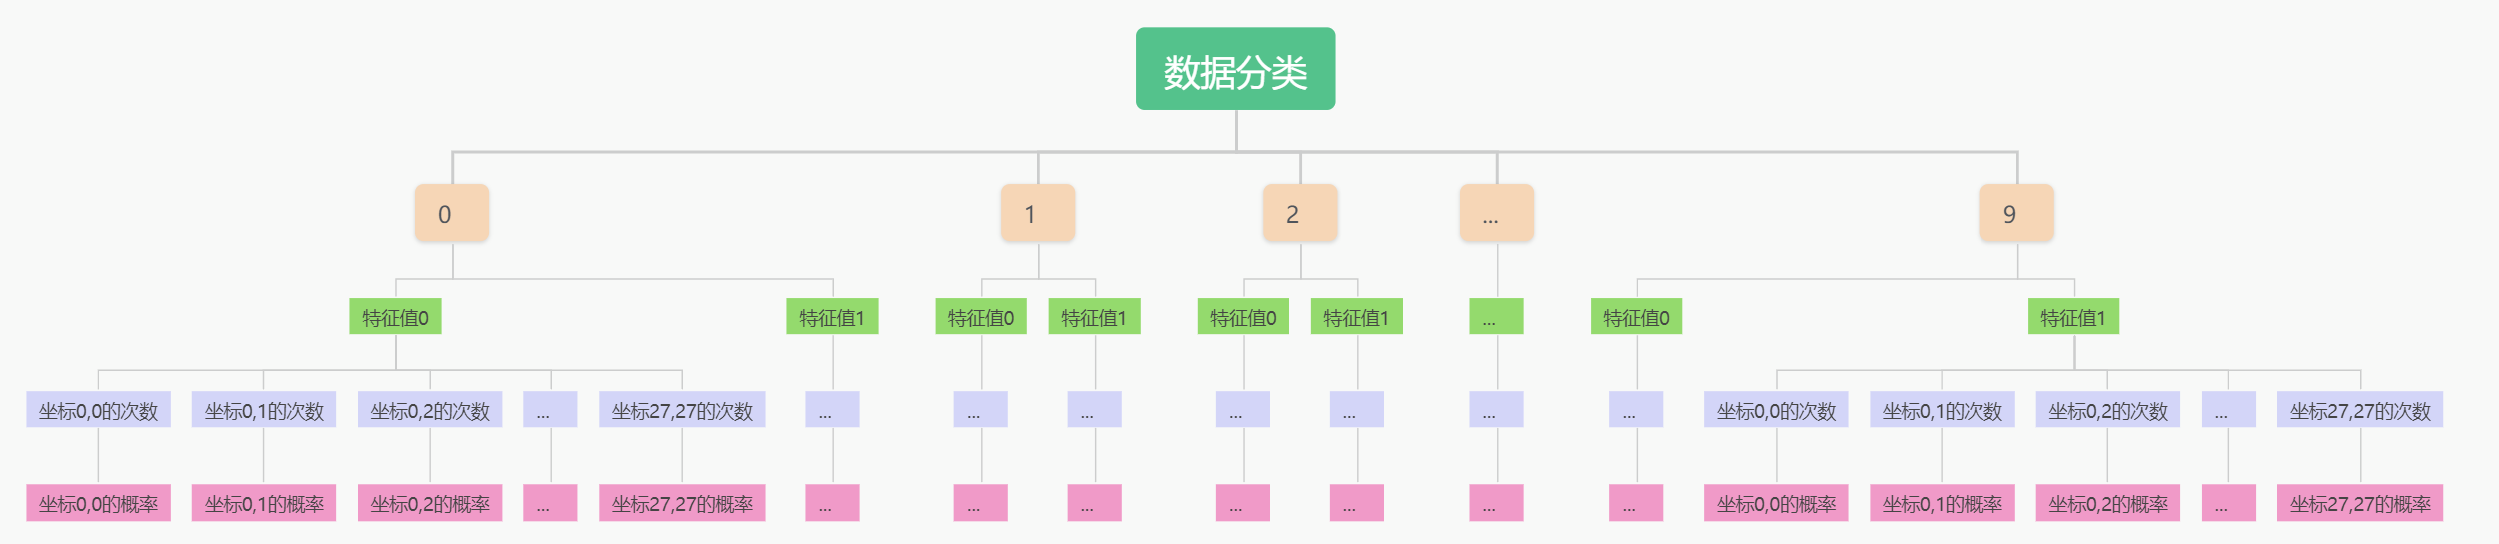 数据分类
0
1
2
...
9
特征值0
特征值1
特征值0
特征值1
特征值0
特征值1
...
特征值0
特征值1
坐标0,0的次数
坐标0,1的次数
坐标0,2的次数
...
坐标27,27的次数
...
...
...
...
...
...
...
坐标0,0的次数
坐标0,1的次数
坐标0,2的次数
...
坐标27,27的次数
坐标0,0的概率
坐标0,1的概率
坐标0,2的概率
...
坐标27,27的概率
...
...
...
...
...
...
...
坐标0,0的概率
坐标0,1的概率
坐标0,2的概率
...
坐标27,27的概率